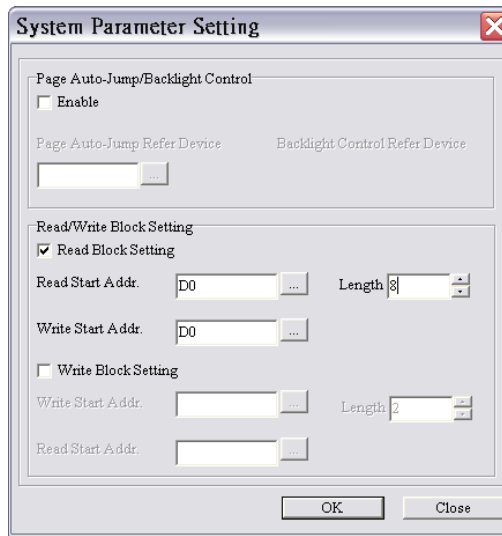 System Parameter Setting
Page Auto-Jump/Backlight Control
Enable
Page Auto-Jump Refer Device Backlight Control Refer Device
...
Read/Write Block Setting
Read Block Setting
Read Start Addr. D0 ... Length 8
Write Start Addr. D0 ...
Write Block Setting
Write Start Addr. ... Length 2
Read Start Addr. ...
OK Close